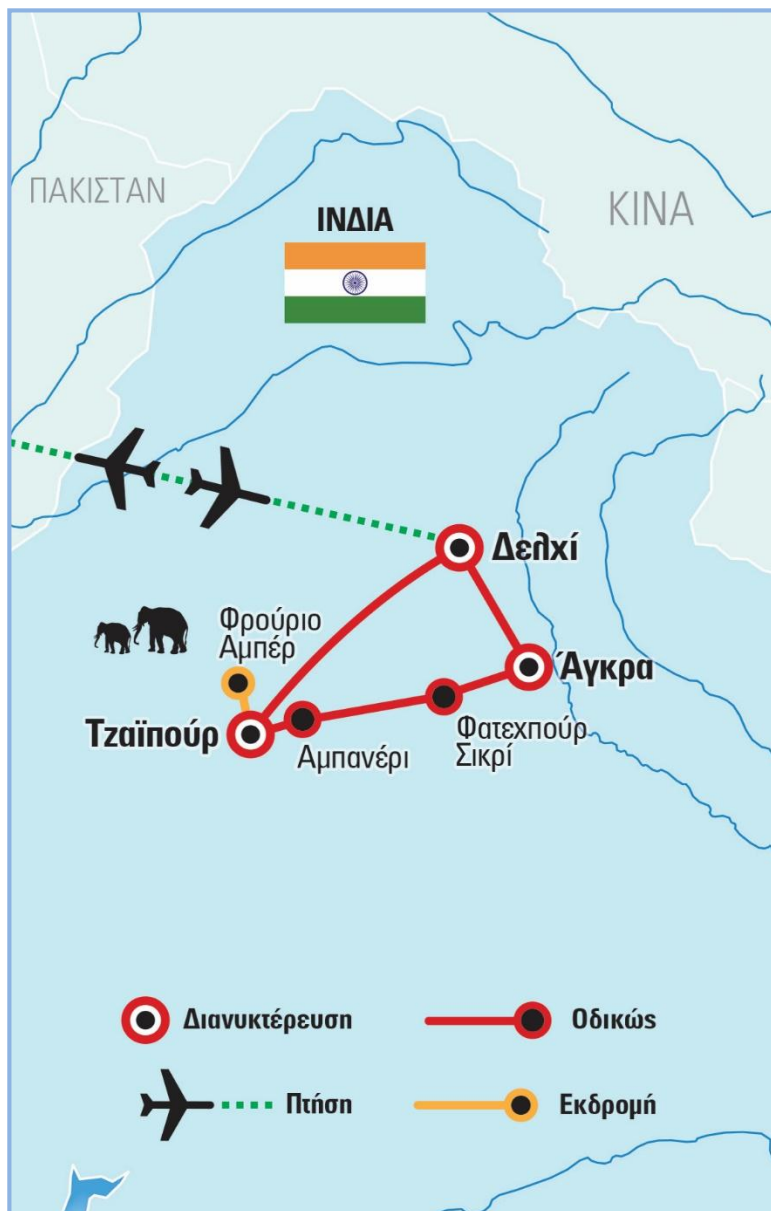 ΠΑΚΙΣΤΑΝ
ΚΙΝΑ
ΙΝΔΙΑ
Δελχί
Φρούριο
Αμπέρ
Άγκρα
Τζαϊπούρ
Αμπανέρι
Φατεχπούρ
Σικρί
Διανυκτέρευση
Οδικώς
Πτήση
Εκδρομή